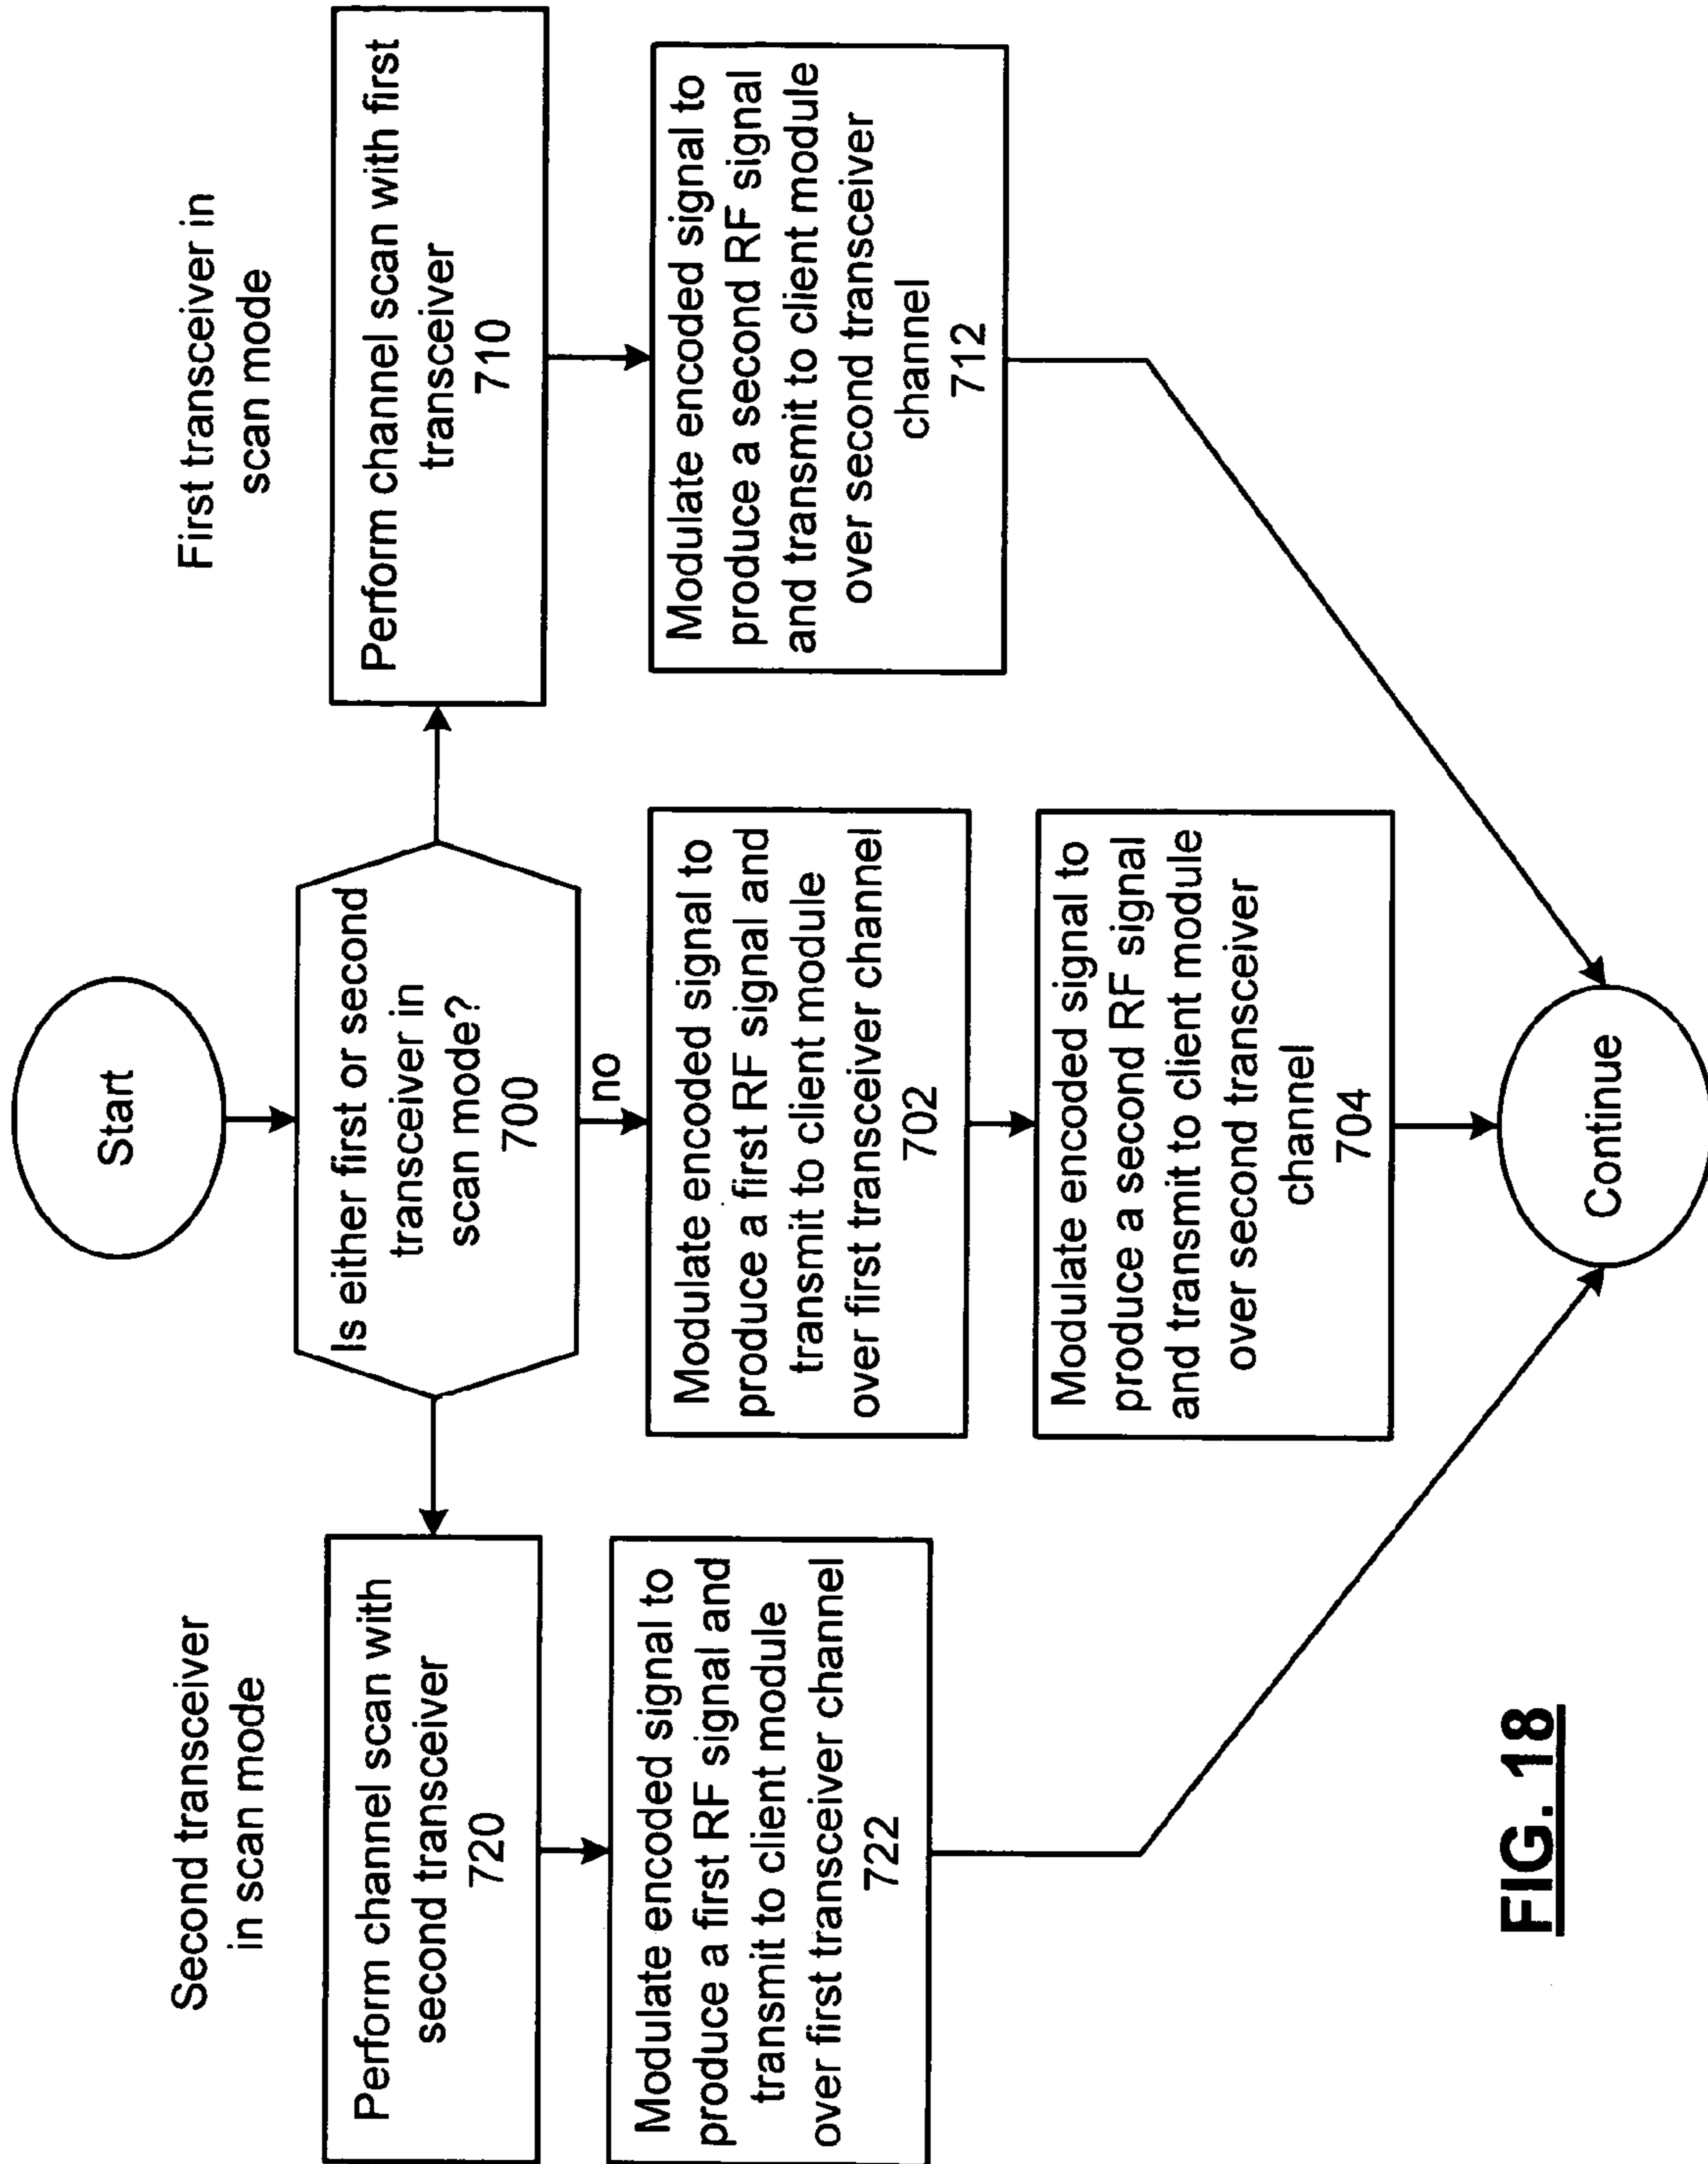 Start
Is either first or second
transceiver in
scan mode?
700
no
Second transceiver
in scan mode
Perform channel scan with
second transceiver
720
Modulate encoded signal to
produce a first RF signal and
transmit to client module
over first transceiver channel
722
Modulate encoded signal to
produce a first RF signal and
transmit to client module
over first transceiver channel
702
Modulate encoded signal to
produce a second RF signal
and transmit to client module
over second transceiver
channel
704
First transceiver in
scan mode
Perform channel scan with first
transceiver
710
Modulate encoded signal to
produce a second RF signal
and transmit to client module
over second transceiver
channel
712
Continue
FIG. 18